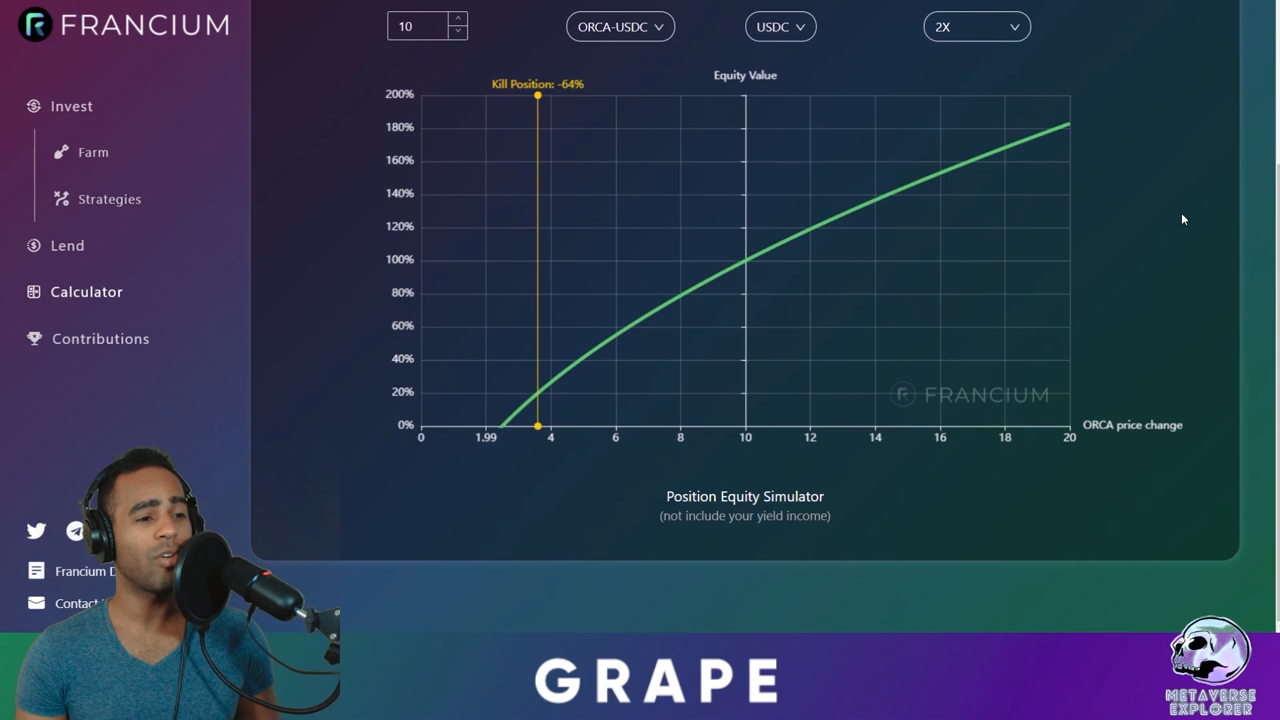 FRANCIUM
10
ORCA-USDC
USDC
2X
Invest
Farm
Strategies
Lend
Calculator
Contributions
Equity Value
Kill Position: -64%
200%
180%
160%
140%
120%
100%
80%
60%
40%
20%
0%
0
1.99
4
6
8
10
12
14
16
18
20
ORCA price change
FRANCIUM
Position Equity Simulator
(not include your yield income)
Francium
Contact
GRAPE
METAVERSE
EXPLORER